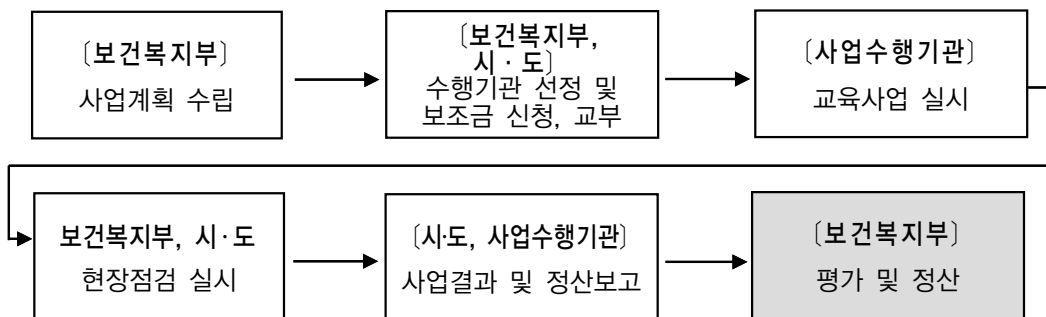 〔보건복지부〕
사업계획 수립
〔보건복지부,
시·도〕
수행기관 선정 및
보조금 신청, 교부
〔사업수행기관〕
교육사업 실시
보건복지부, 시·도
현장점검 실시
〔시·도, 사업수행기관〕
사업결과 및 정산보고
〔보건복지부〕
평가 및 정산